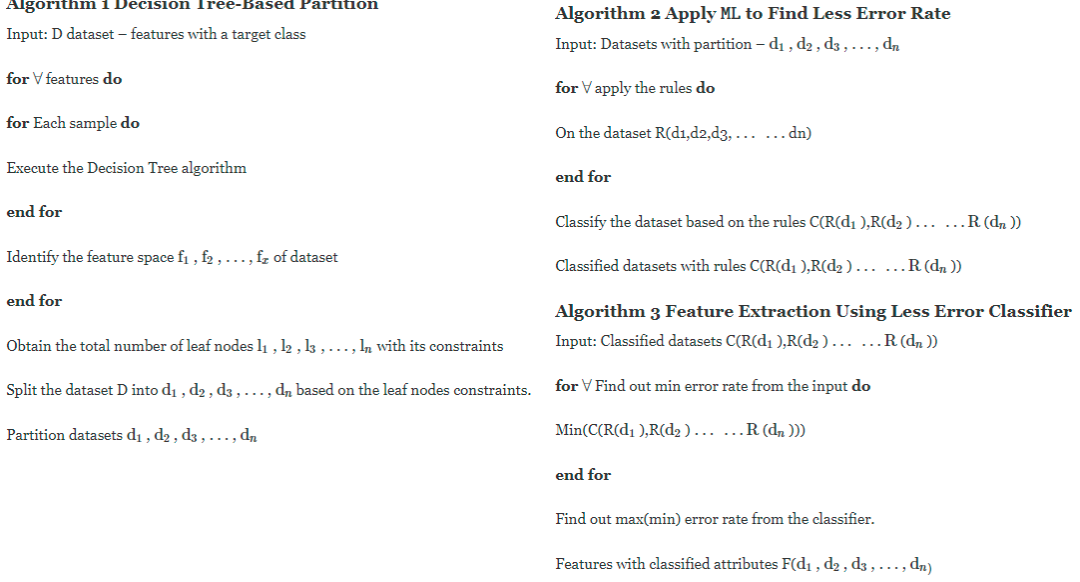 Algorithm 1 Decision Tree-Based Partition
Input: D dataset – features with a target class
for ∀ features do
for Each sample do
Execute the Decision Tree algorithm
end for
Identify the feature space f₁ , f₂ , . . . , fₓ of dataset
end for
Obtain the total number of leaf nodes l₁ , l₂ , l₃ , . . . , lₙ with its constraints
Split the dataset D into d₁ , d₂ , d₃ , . . . , dₙ based on the leaf nodes constraints.
Partition datasets d₁ , d₂ , d₃ , . . . , dₙ
Algorithm 2 Apply ML to Find Less Error Rate
Input: Datasets with partition – d₁ , d₂ , d₃ , . . . , dₙ
for ∀ apply the rules do
On the dataset R(d1,d2,d3, . . .   . . . dn)
end for
Classify the dataset based on the rules C(R(d₁ ),R(d₂ ) . . .   . . . R (dₙ ))
Classified datasets with rules C(R(d₁ ),R(d₂ ) . . .   . . . R (dₙ ))
Algorithm 3 Feature Extraction Using Less Error Classifier
Input: Classified datasets C(R(d₁ ),R(d₂ ) . . .   . . . R (dₙ ))
for ∀ Find out min error rate from the input do
Min(C(R(d₁ ),R(d₂ ) . . .   . . . R (dₙ )))
end for
Find out max(min) error rate from the classifier.
Features with classified attributes F(d₁ , d₂ , d₃ , . . . , dₙ₎